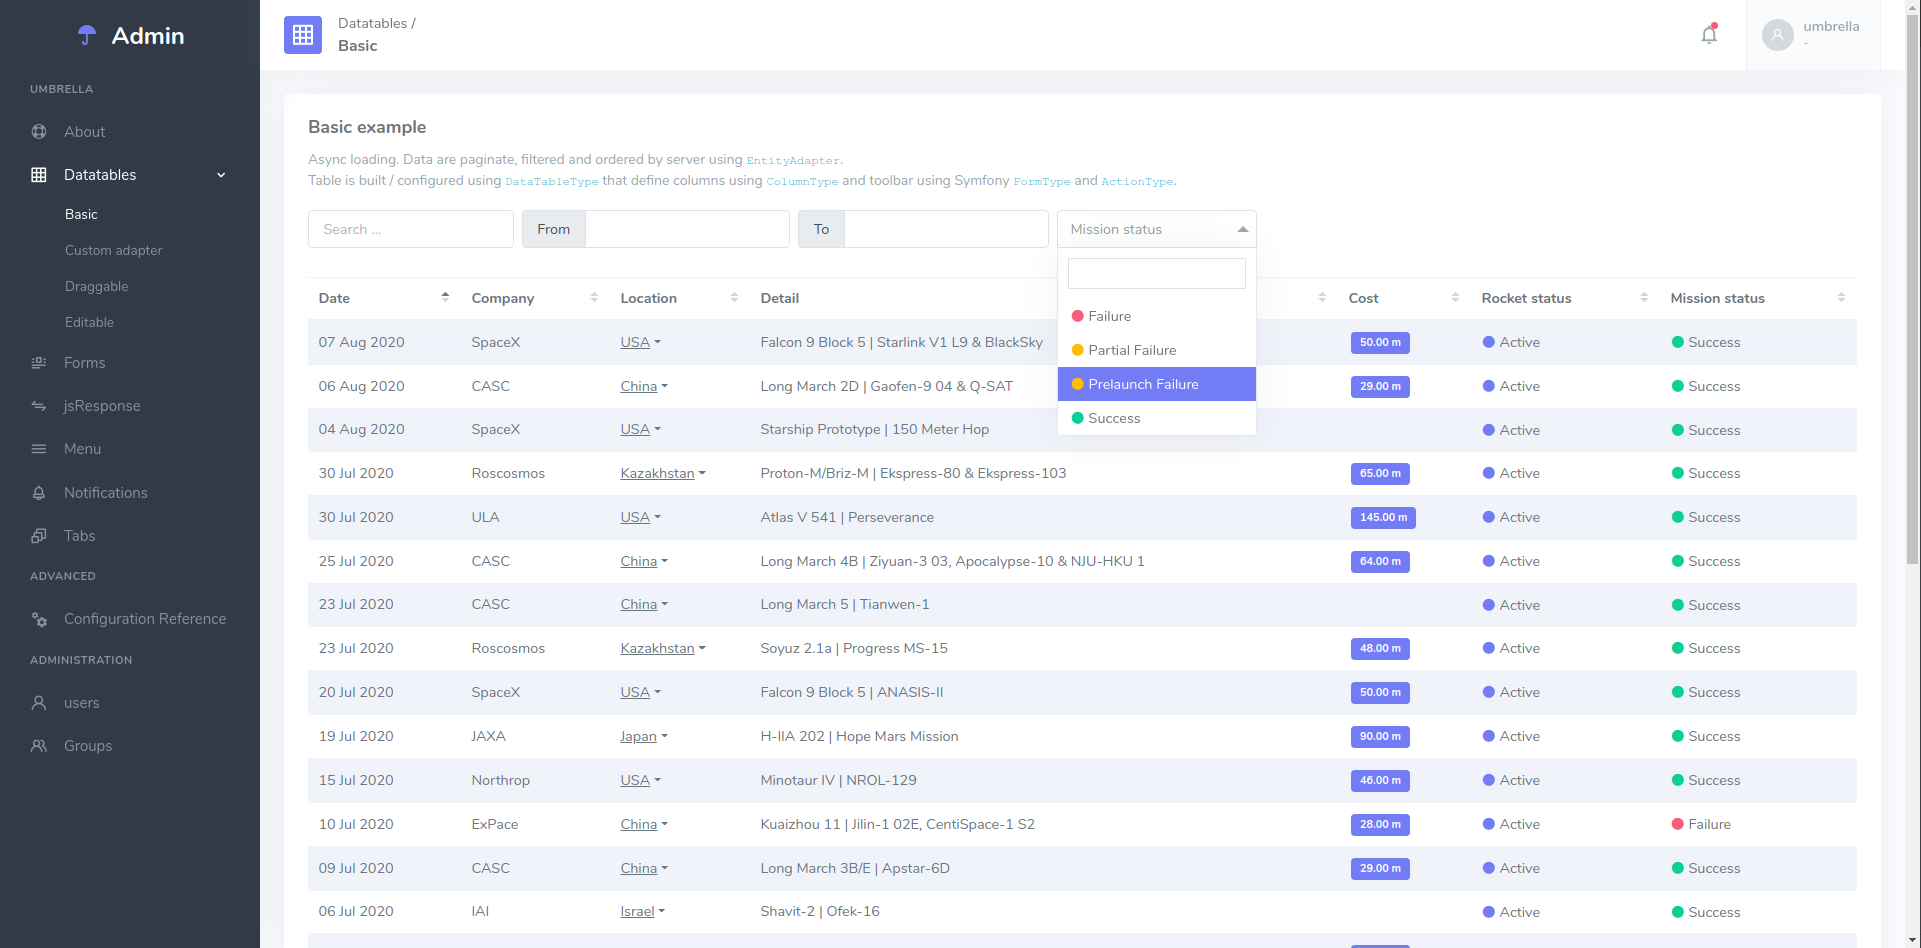 Admin
UMBRELLA
About
Datatables
Basic
Custom adapter
Draggable
Editable
Forms
jsResponse
Menu
Notifications
Tabs
ADVANCED
Configuration Reference
ADMINISTRATION
users
Groups
Datatables /
Basic
umbrella
-
Basic example
Async loading. Data are paginate, filtered and ordered by server using EntityAdapter.
Table is built / configured using DataTableType that define columns using ColumnType and toolbar using Symfony FormType and ActionType.
Search ... From To Mission status
Failure
Partial Failure
Prelaunch Failure
Success
Date Company Location Detail Cost Rocket status Mission status
07 Aug 2020 SpaceX USA Falcon 9 Block 5 | Starlink V1 L9 & BlackSky 50.00 m Active Success
06 Aug 2020 CASC China Long March 2D | Gaofen-9 04 & Q-SAT 29.00 m Active Success
04 Aug 2020 SpaceX USA Starship Prototype | 150 Meter Hop Active Success
30 Jul 2020 Roscosmos Kazakhstan Proton-M/Briz-M | Ekspress-80 & Ekspress-103 65.00 m Active Success
30 Jul 2020 ULA USA Atlas V 541 | Perseverance 145.00 m Active Success
25 Jul 2020 CASC China Long March 4B | Ziyuan-3 03, Apocalypse-10 & NJU-HKU 1 64.00 m Active Success
23 Jul 2020 CASC China Long March 5 | Tianwen-1 Active Success
23 Jul 2020 Roscosmos Kazakhstan Soyuz 2.1a | Progress MS-15 48.00 m Active Success
20 Jul 2020 SpaceX USA Falcon 9 Block 5 | ANASIS-II 50.00 m Active Success
19 Jul 2020 JAXA Japan H-IIA 202 | Hope Mars Mission 90.00 m Active Success
15 Jul 2020 Northrop USA Minotaur IV | NROL-129 46.00 m Active Success
10 Jul 2020 ExPace China Kuaizhou 11 | Jilin-1 02E, CentiSpace-1 S2 28.00 m Active Failure
09 Jul 2020 CASC China Long March 3B/E | Apstar-6D 29.00 m Active Success
06 Jul 2020 IAI Israel Shavit-2 | Ofek-16 Active Success